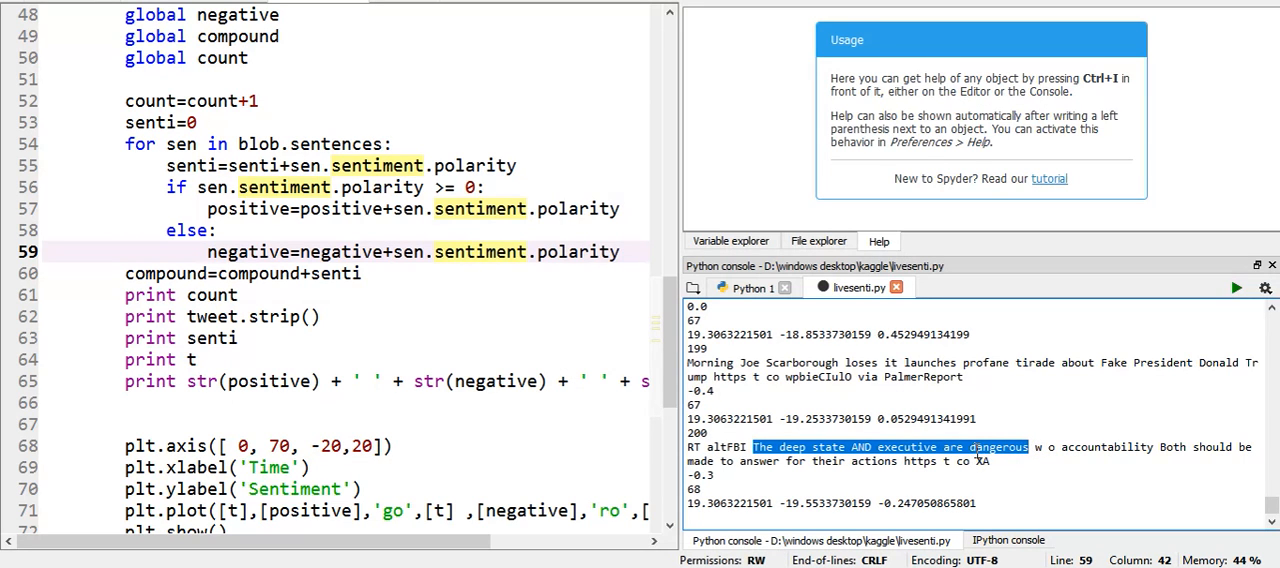 48 global negative
49 global compound
50 global count
51
52 count=count+1
53 senti=0
54 for sen in blob.sentences:
55 senti=senti+sen.sentiment.polarity
56 if sen.sentiment.polarity >= 0:
57 positive=positive+sen.sentiment.polarity
58 else:
59 negative=negative+sen.sentiment.polarity
60 compound=compound+senti
61 print count
62 print tweet.strip()
63 print senti
64 print t
65 print str(positive) + ' ' + str(negative) + ' ' + s
66
67
68 plt.axis([ 0, 70, -20,20])
69 plt.xlabel('Time')
70 plt.ylabel('Sentiment')
71 plt.plot([t],[positive],'go',[t] ,[negative],'ro',[
72 plt.show()
Usage
Here you can get help of any object by pressing Ctrl+I in
front of it, either on the Editor or the Console.
Help can also be shown automatically after writing a left
parenthesis next to an object. You can activate this
behavior in Preferences > Help.
New to Spyder? Read our tutorial
Variable explorer File explorer Help
Python console - D:\windows desktop\kaggle\livesenti.py
Python 1 livesenti.py
0.0
67
19.3063221501 -18.8533730159 0.452949134199
199
Morning Joe Scarborough loses it launches profane tirade about Fake President Donald Tr
ump https t co wpbieCIulO via PalmerReport
-0.4
67
19.3063221501 -19.2533730159 0.0529491341991
200
RT altFBI The deep state AND executive are dangerous w o accountability Both should be
made to answer for their actions https t co XA
-0.3
68
19.3063221501 -19.5533730159 -0.247050865801
Python console - D:\windows desktop\kaggle\livesenti.py IPython console
Permissions: RW End-of-lines: CRLF Encoding: UTF-8 Line: 59 Column: 42 Memory: 44 %